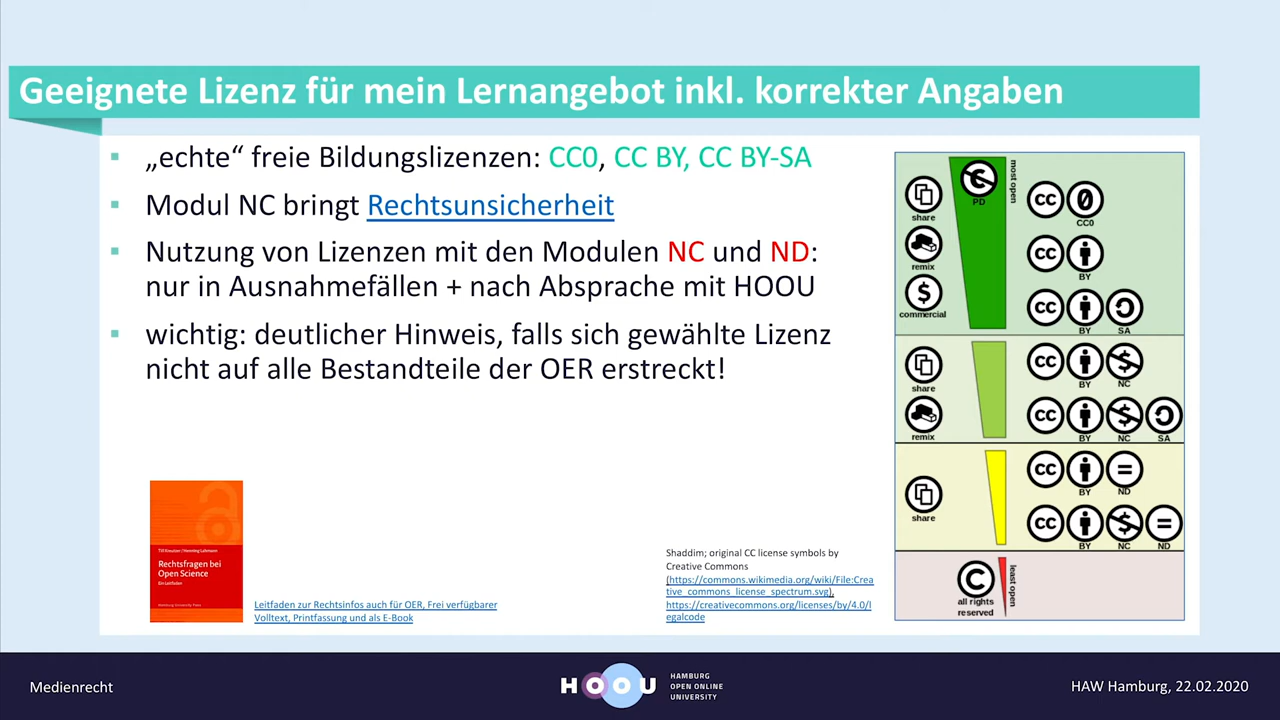 Geeignete Lizenz für mein Lernangebot inkl. korrekter Angaben
„echte“ freie Bildungslizenzen: CC0, CC BY, CC BY-SA
Modul NC bringt Rechtsunsicherheit
Nutzung von Lizenzen mit den Modulen NC und ND:
nur in Ausnahmefällen + nach Absprache mit HOOU
wichtig: deutlicher Hinweis, falls sich gewählte Lizenz
nicht auf alle Bestandteile der OER erstreckt!
Till Kreutzer/Henning Lahmann
Rechtsfragen bei
Open Science
Ein Leitfaden
Hamburg University Press
Leitfaden zur Rechtsinfos auch für OER, Frei verfügbarer
Volltext, Printfassung und als E-Book
Shaddim; original CC license symbols by
Creative Commons
(https://commons.wikimedia.org/wiki/File:Crea
tive_commons_license_spectrum.svg),
https://creativecommons.org/licenses/by/4.0/l
egalcode
share
remix
$
commercial
PD
most open
CC 0
CC0
CC
BY
CC
BY SA
share
remix
CC $
BY NC
CC $
BY NC SA
share
CC =
BY ND
CC $ =
BY NC ND
C
all rights
reserved
least open
Medienrecht
HOOU
HAMBURG
OPEN ONLINE
UNIVERSITY
HAW Hamburg, 22.02.2020